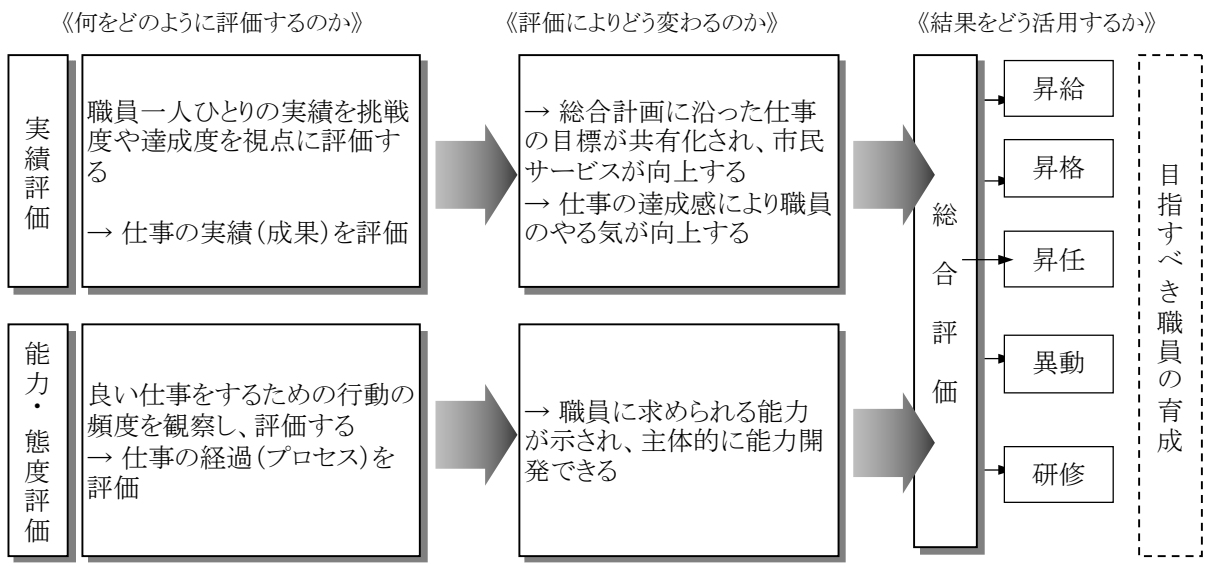 《何をどのように評価するのか》
《評価によりどう変わるのか》
《結果をどう活用するか》
実績評価
職員一人ひとりの実績を挑戦
度や達成度を視点に評価す
る
→ 仕事の実績(成果)を評価
→ 総合計画に沿った仕事
の目標が共有化され、市民
サービスが向上する
→ 仕事の達成感により職員
のやる気が向上する
能力・態度評価
良い仕事をするための行動の
頻度を観察し、評価する
→ 仕事の経過(プロセス)を
評価
→ 職員に求められる能力
が示され、主体的に能力開
発できる
総合評価
昇給
昇格
昇任
異動
研修
目指すべき職員の育成